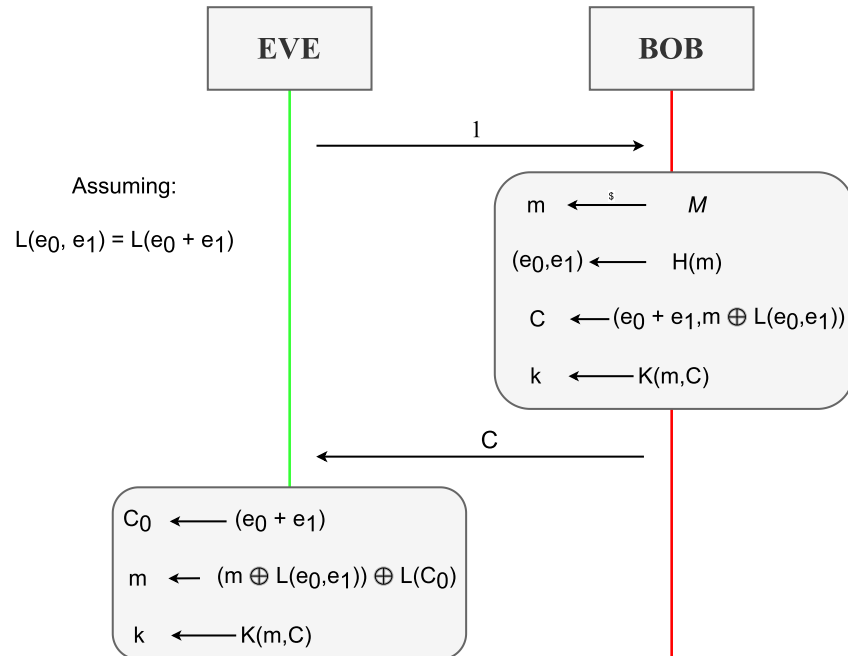 EVE
BOB
1
Assuming:
L(e₀, e₁) = L(e₀ + e₁)
m ←$ M
(e₀,e₁) ← H(m)
C ← (e₀ + e₁,m ⊕ L(e₀,e₁))
k ← K(m,C)
C
C₀ ← (e₀ + e₁)
m ← (m ⊕ L(e₀,e₁)) ⊕ L(C₀)
k ← K(m,C)